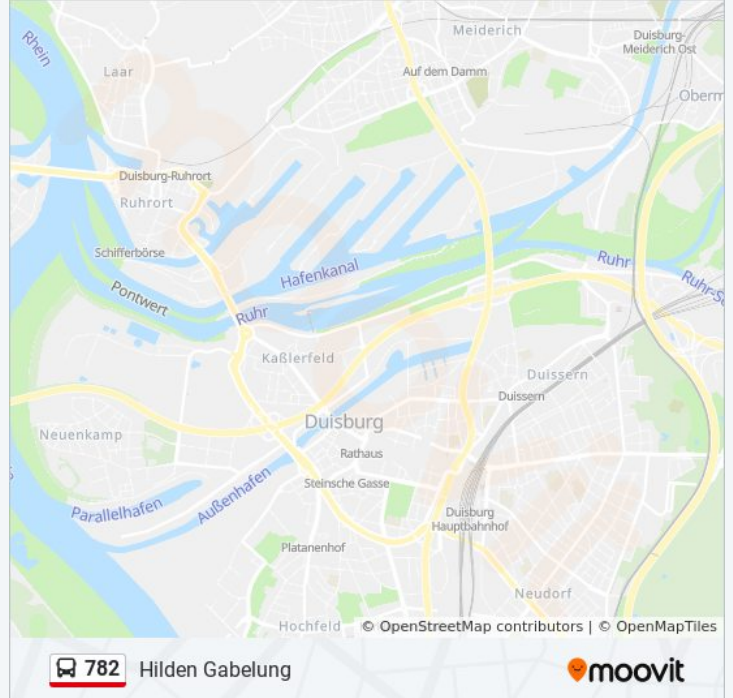 Meiderich
Duisburg-
Meiderich Ost
Rhein
Laar
Auf dem Damm
Oberm
Duisburg-Ruhrort
Ruhrort
Schifferbörse
Hafenkanal
Ruhr
Ruhr-S
Pontwert
Ruhr
Kaßlerfeld
Duissern
Duissern
Duisburg
Neuenkamp
Rathaus
Steinsche Gasse
Außenhafen
Parallelhafen
Duisburg
Hauptbahnhof
Platanenhof
Neudorf
Hochfeld
© OpenStreetMap contributors | © OpenMapTiles
782 Hilden Gabelung
moovit